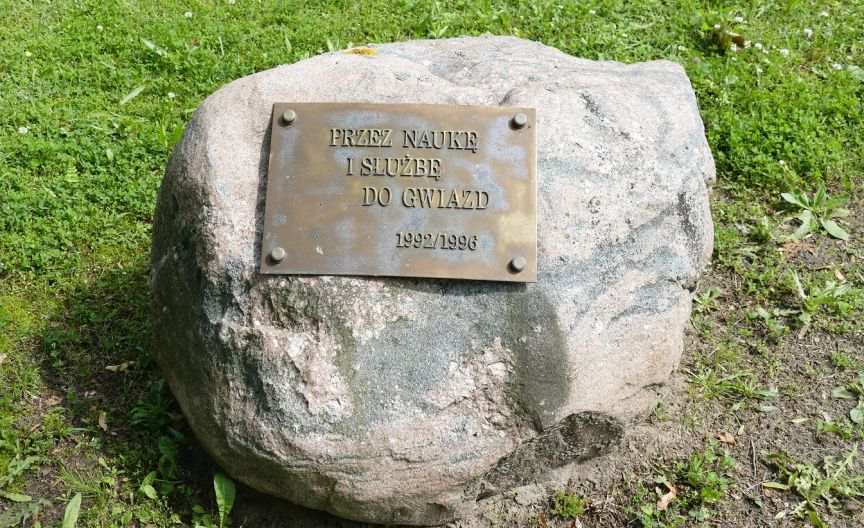 PRZEZ NAUKĘ
I SŁUŻBĘ
DO GWIAZD
1992/1996